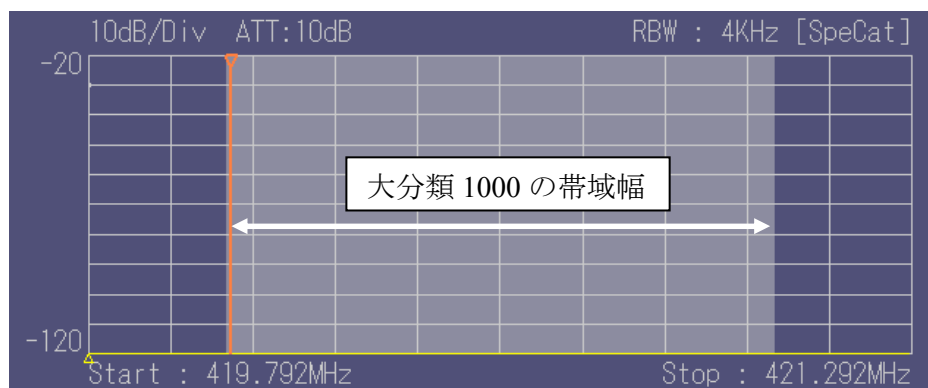 10dB/Div ATT:10dB RBW : 4KHz [SpeCat]
-20
大分類 1000 の帯域幅
-120
Start : 419.792MHz Stop : 421.292MHz